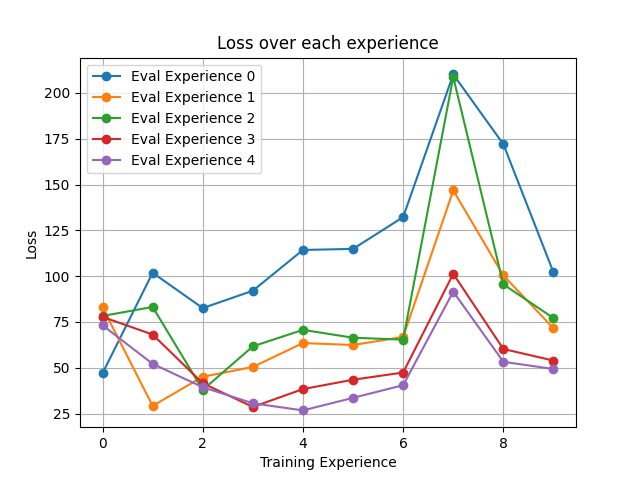 Loss over each experience
Eval Experience 0
Eval Experience 1
Eval Experience 2
Eval Experience 3
Eval Experience 4
200
175
150
125
100
75
50
25
Loss
0
2
4
6
8
Training Experience